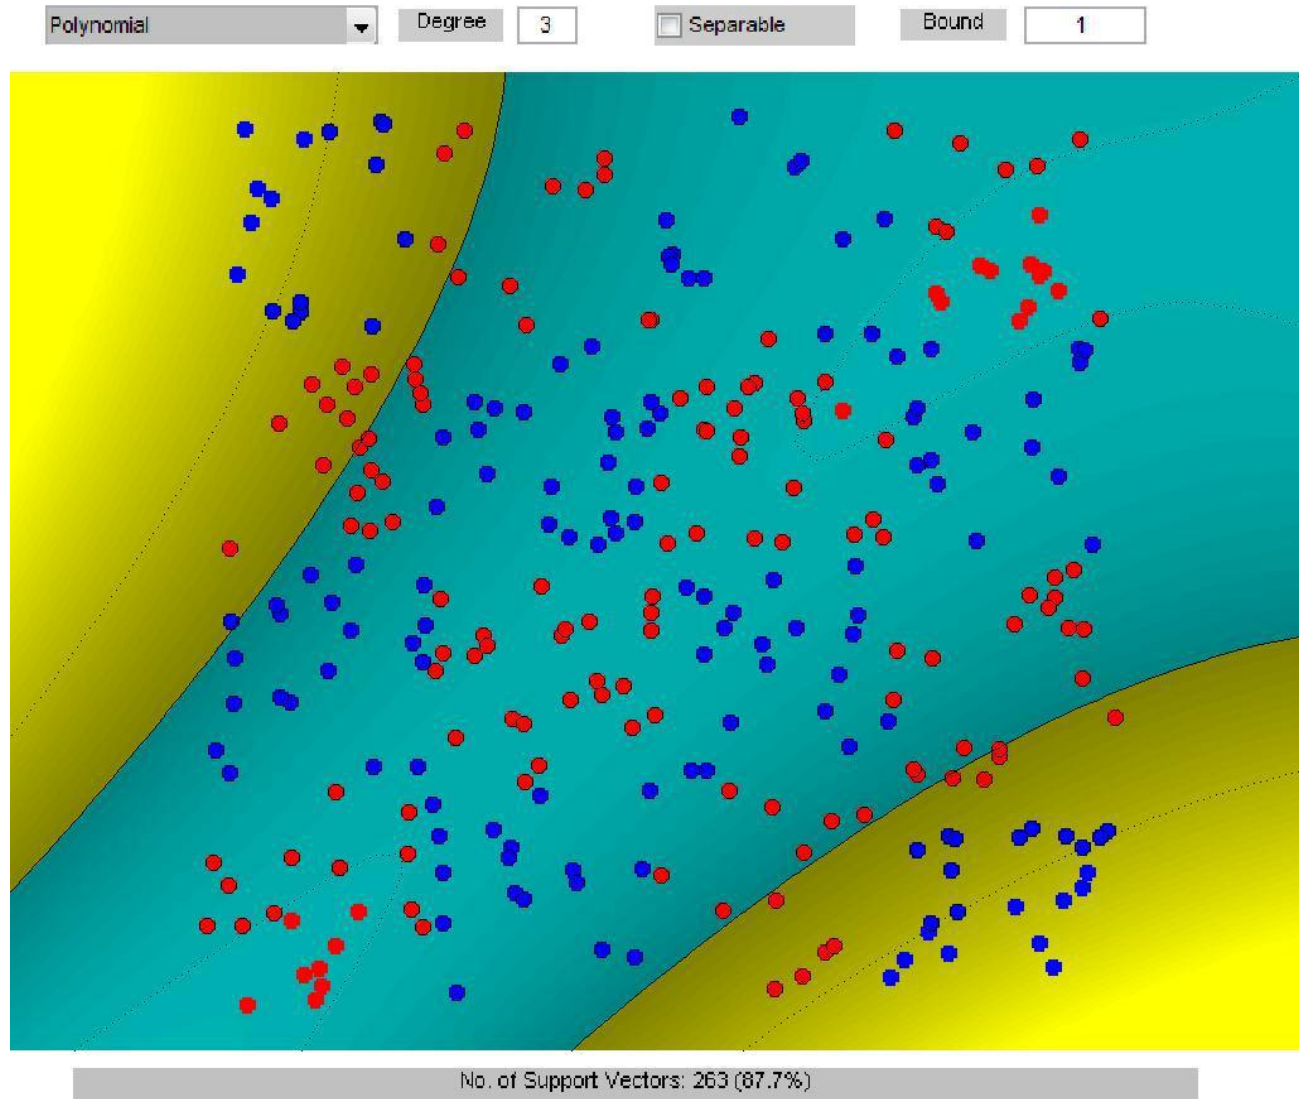 Polynomial Degree 3 Separable Bound 1
No. of Support Vectors: 263 (87.7%)